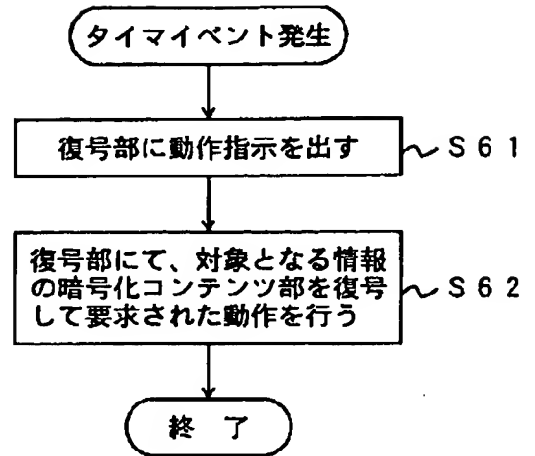 タイマイベント発生
復号部に動作指示を出す
S61
復号部にて、対象となる情報
の暗号化コンテンツ部を復号
して要求された動作を行う
S62
終 了